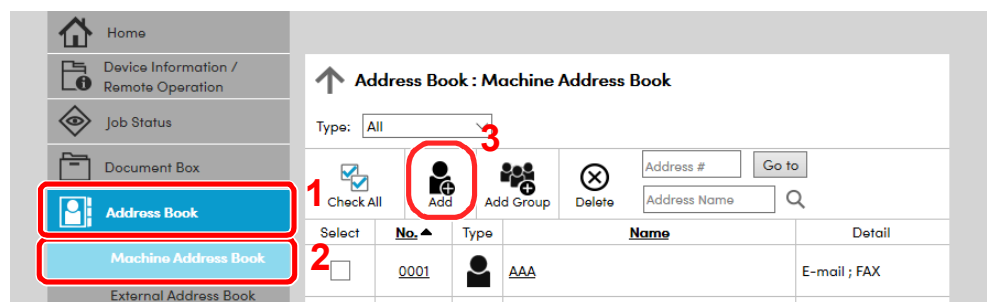 Home
Device Information /
Remote Operation
Job Status
Document Box
1
Address Book
2
Machine Address Book
External Address Book
Address Book : Machine Address Book
Type: All
3
Check All Add Add Group Delete Address # Go to
Address Name
Select No. Type Name Detail
0001 AAA E-mail ; FAX